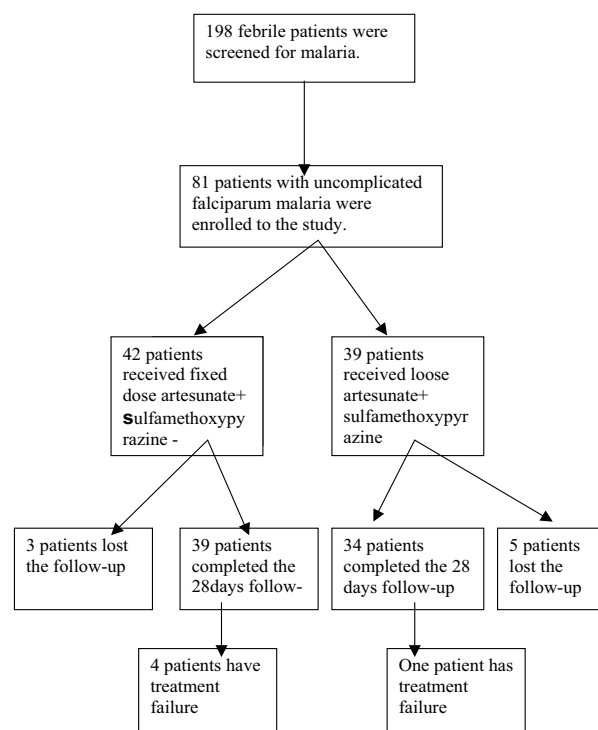 198 febrile patients were
screened for malaria.
81 patients with uncomplicated
falciparum malaria were
enrolled to the study.
42 patients
received fixed
dose artesunate+
sulfamethoxypy
razine -
39 patients
received loose
artesunate+
sulfamethoxypyr
azine
3 patients lost
the follow-up
39 patients
completed the
28days follow-
34 patients
completed the 28
days follow-up
5 patients
lost the
follow-up
4 patients have
treatment
failure
One patient has
treatment
failure